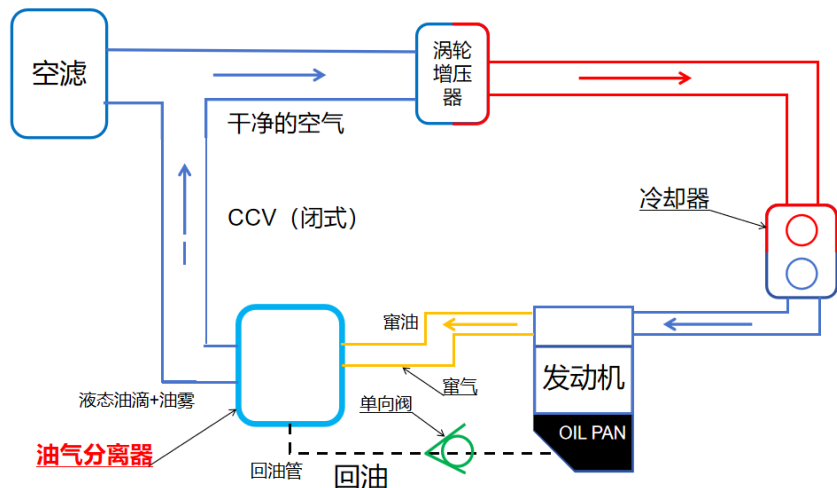 空滤
涡轮
增压
器
干净的空气
冷却器
CCV（闭式）
窜油
窜气
发动机
液态油滴+油雾
单向阀
OIL PAN
油气分离器
回油管
回油